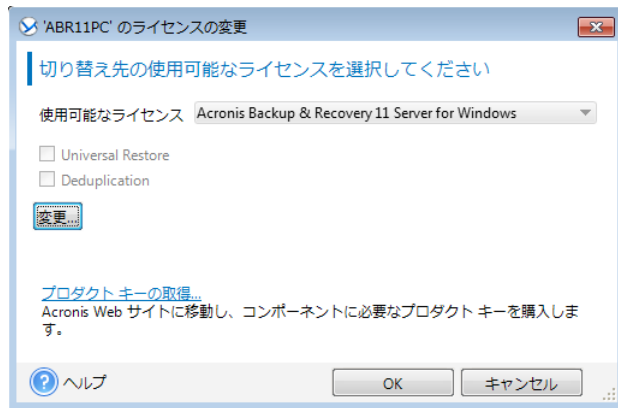 'ABR11PC' のライセンスの変更
切り替え先の使用可能なライセンスを選択してください
使用可能なライセンス Acronis Backup & Recovery 11 Server for Windows
Universal Restore
Deduplication
変更...
プロダクト キーの取得...
Acronis Web サイトに移動し、コンポーネントに必要なプロダクト キーを購入しま
す。
ヘルプ OK キャンセル